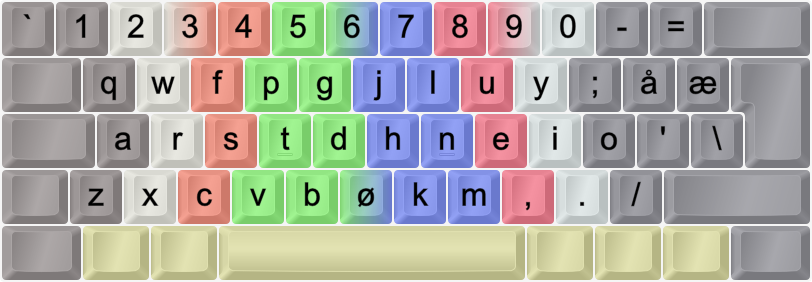 ` 1 2 3 4 5 6 7 8 9 0 - =
q w f p g j l u y ; å æ
a r s t d h n e i o ' \
z x c v b ø k m , . /